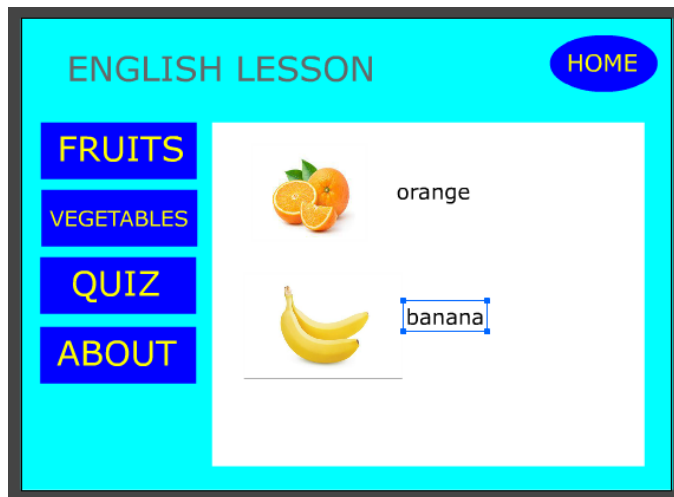 ENGLISH LESSON
HOME
FRUITS
VEGETABLES
QUIZ
ABOUT
orange
banana